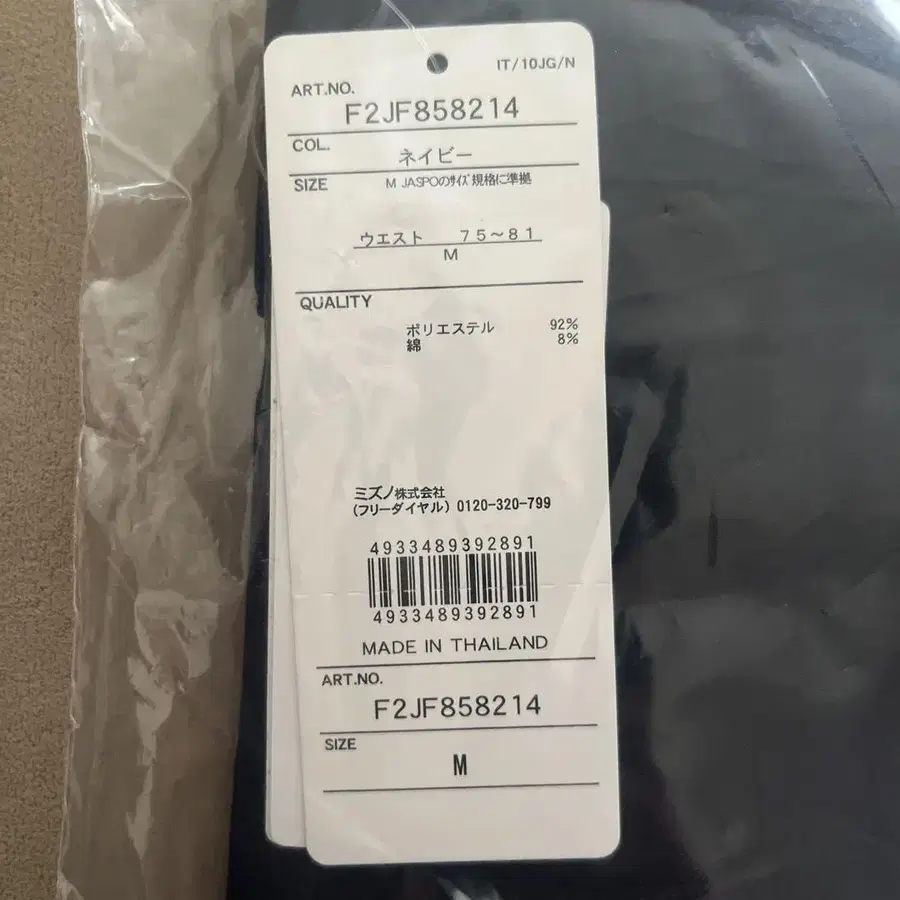 IT/10JG/N
ART.NO.
F2JF858214
COL.
ネイビー
SIZE
M JASPOのサイズ規格に準拠
ウエスト 75～81
M
QUALITY
ポリエステル 92%
綿 8%
ミズノ株式会社
(フリーダイヤル) 0120-320-799
4933489392891
4933489392891
MADE IN THAILAND
ART.NO.
F2JF858214
SIZE
M